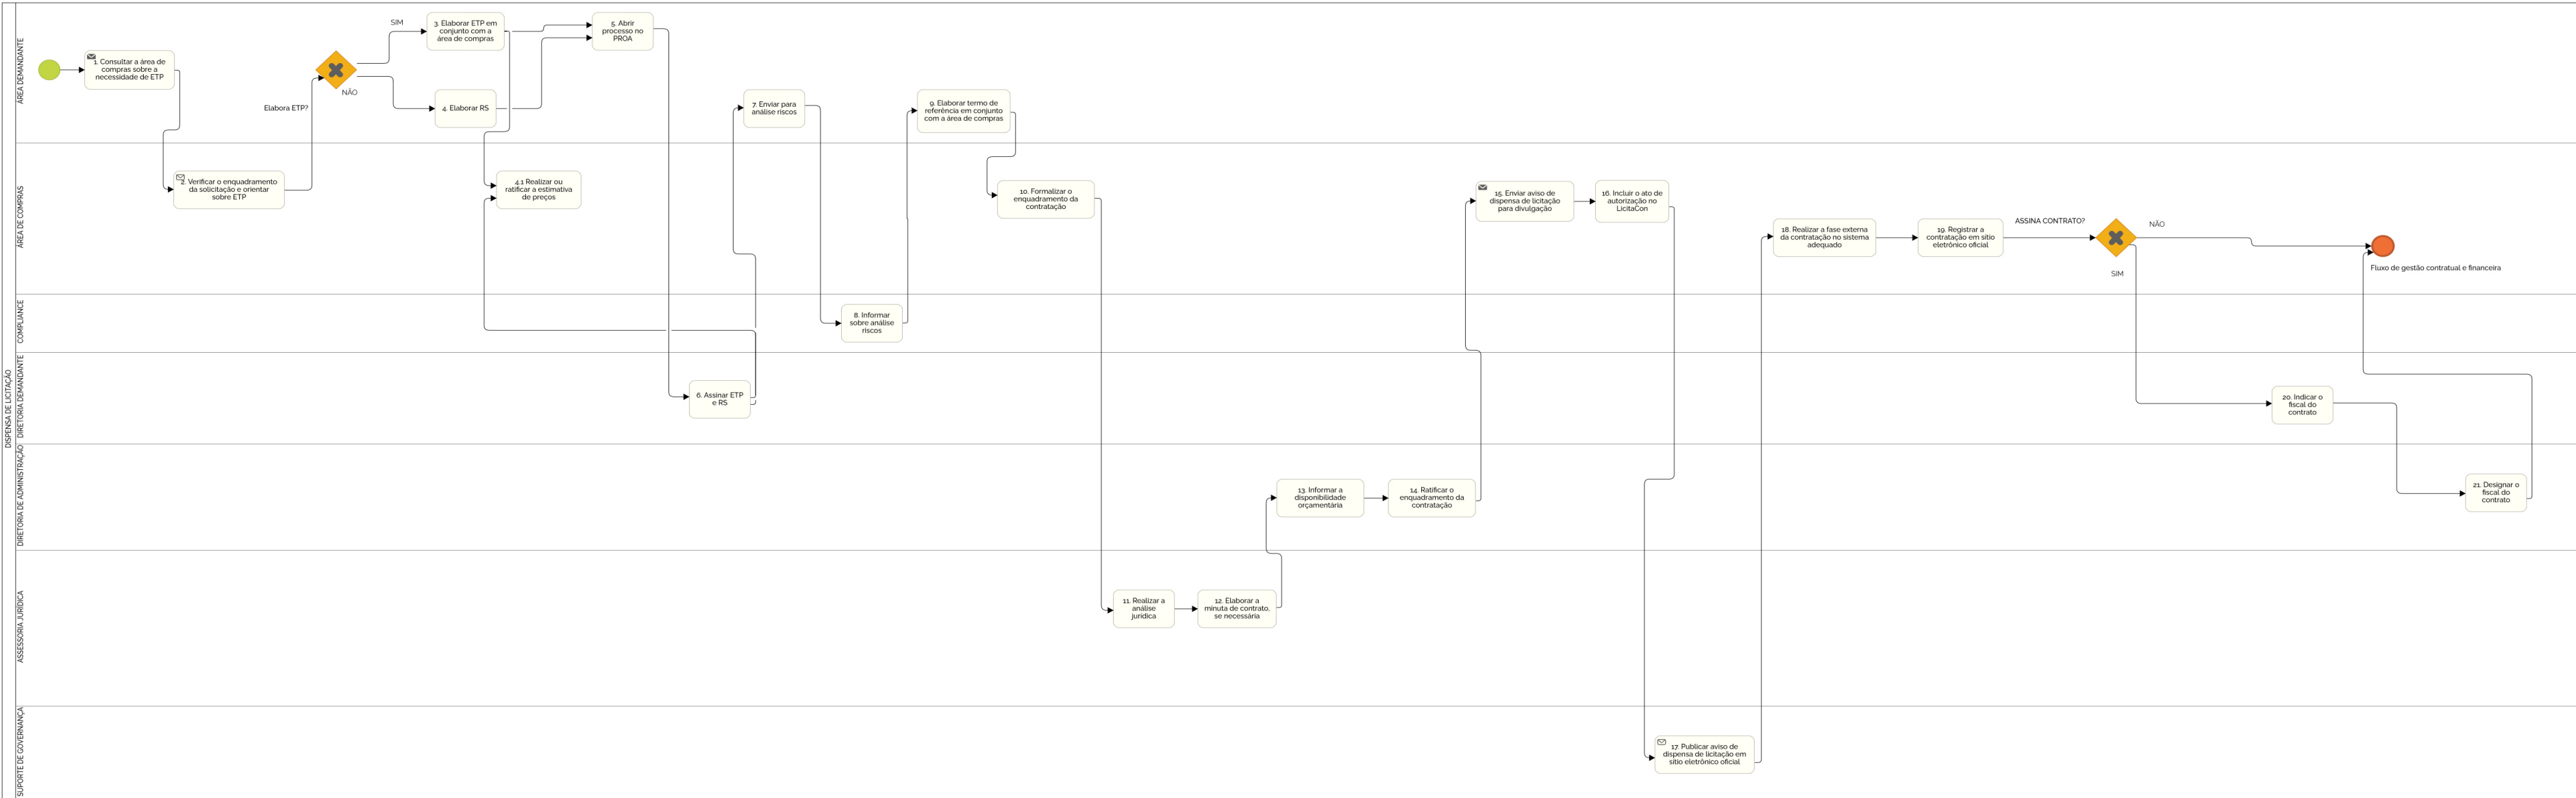 DISPENSA DE LICITAÇÃO
ÁREA DEMANDANTE
1. Consultar a área de
compras sobre a
necessidade de ETP
Elabora ETP?
SIM
NÃO
3. Elaborar ETP em
conjunto com a
área de compras
4. Elaborar RS
5. Abrir
processo no
PROA
7. Enviar para
análise riscos
9. Elaborar termo de
referência em conjunto
com a área de compras
ÁREA DE COMPRAS
2. Verificar o enquadramento
da solicitação e orientar
sobre ETP
4.1 Realizar ou
ratificar a estimativa
de preços
10. Formalizar o
enquadramento da
contratação
15. Enviar aviso de
dispensa de licitação
para divulgação
16. Incluir o ato de
autorização no
LicitaCon
18. Realizar a fase externa
da contratação no sistema
adequado
19. Registrar a
contratação em sítio
eletrônico oficial
ASSINA CONTRATO?
NÃO
SIM
Fluxo de gestão contratual e financeira
COMPLIANCE
8. Informar
sobre análise
riscos
DIRETORIA DEMANDANTE
6. Assinar ETP
e RS
20. Indicar o
fiscal do
contrato
DIRETORIA DE ADMINISTRAÇÃO
13. Informar a
disponibilidade
orçamentária
14. Ratificar o
enquadramento da
contratação
21. Designar o
fiscal do
contrato
ASSESSORIA JURÍDICA
11. Realizar a
análise
jurídica
12. Elaborar a
minuta de contrato,
se necessária
SUPORTE DE GOVERNANÇA
17. Publicar aviso de
dispensa de licitação em
sítio eletrônico oficial